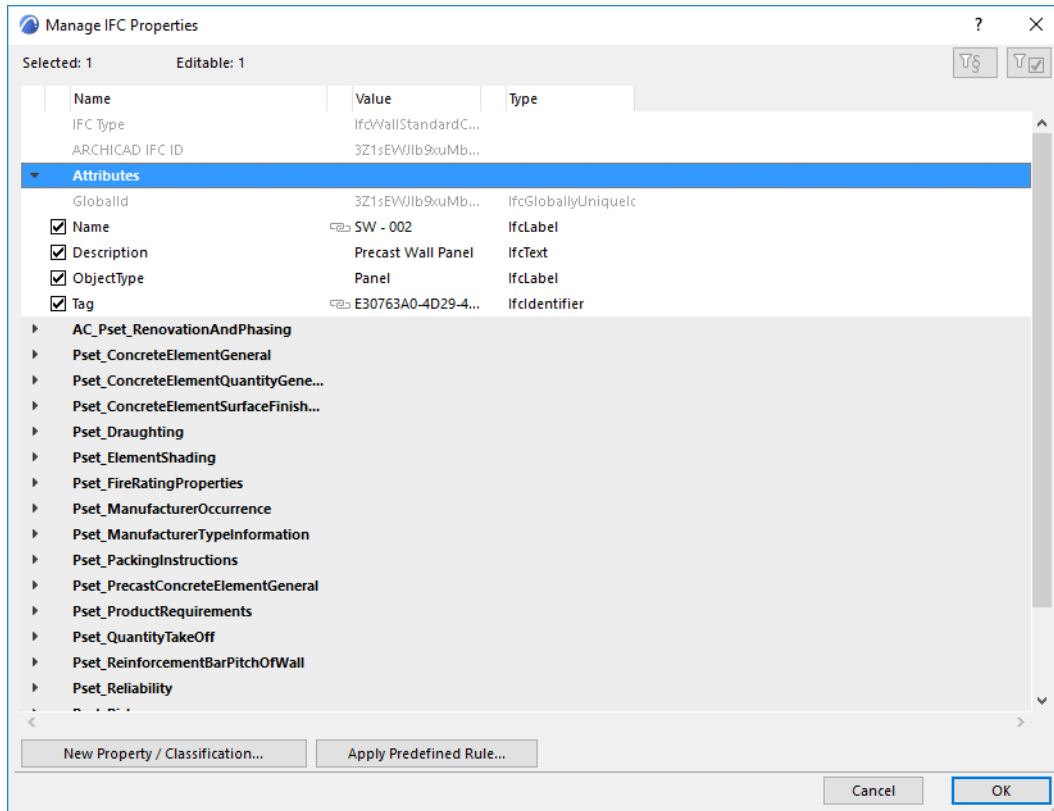 Manage IFC Properties ?
Selected: 1 Editable: 1
Name Value Type
IFC Type IfcWallStandardC...
ARCHICAD IFC ID 3Z1sEWJIb9xuMb...
Attributes
GlobalId 3Z1sEWJIb9xuMb... IfcGloballyUniqueIc
Name SW - 002 IfcLabel
Description Precast Wall Panel IfcText
ObjectType Panel IfcLabel
Tag E30763A0-4D29-4... IfcIdentifier
AC_Pset_RenovationAndPhasing
Pset_ConcreteElementGeneral
Pset_ConcreteElementQuantityGene...
Pset_ConcreteElementSurfaceFinish...
Pset_Draughting
Pset_ElementShading
Pset_FireRatingProperties
Pset_ManufacturerOccurrence
Pset_ManufacturerTypeInformation
Pset_PackingInstructions
Pset_PrecastConcreteElementGeneral
Pset_ProductRequirements
Pset_QuantityTakeOff
Pset_ReinforcementBarPitchOfWall
Pset_Reliability
New Property / Classification... Apply Predefined Rule...
Cancel OK